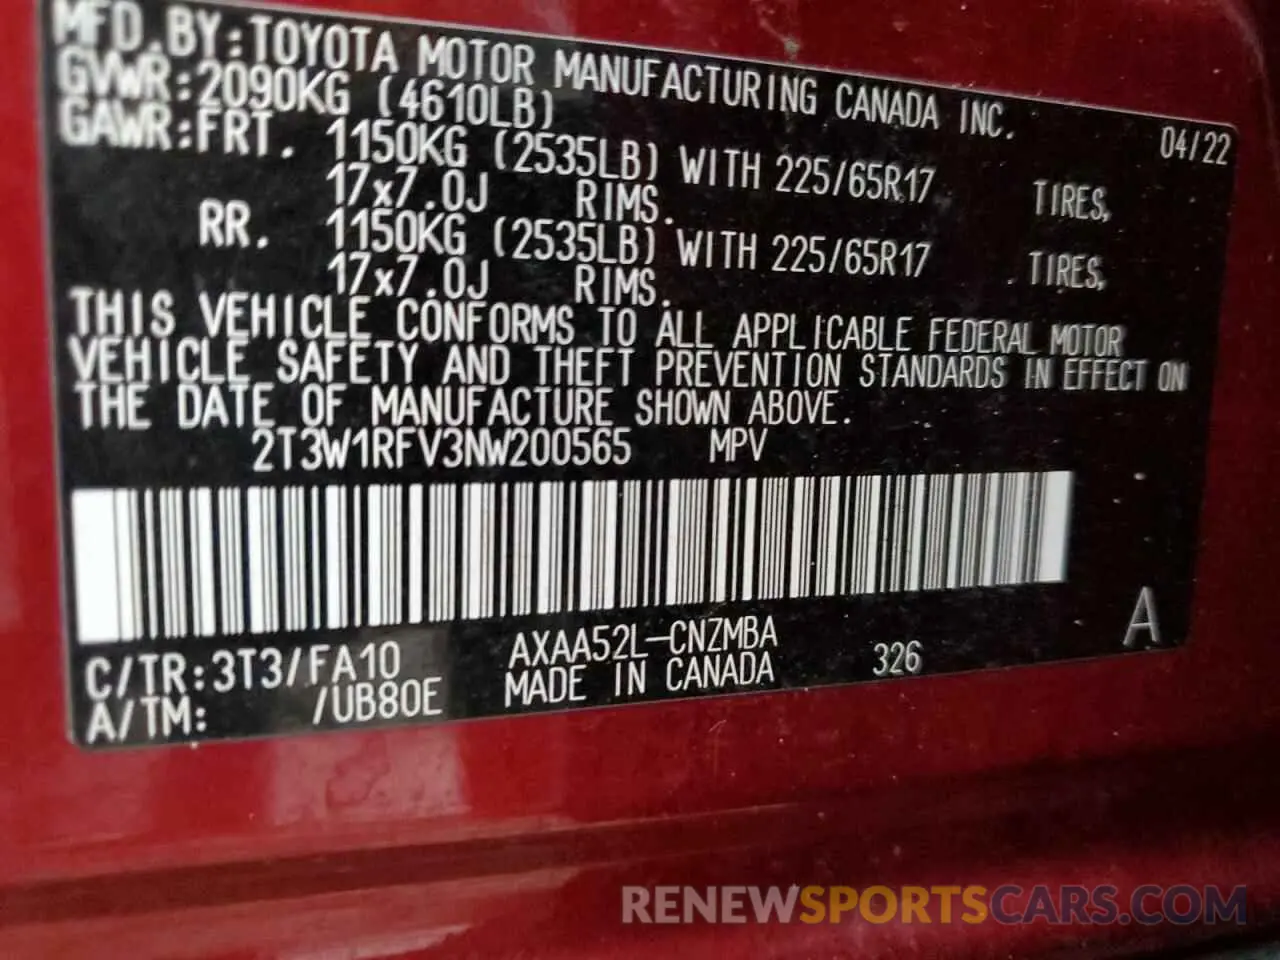 MFD.BY:TOYOTA MOTOR MANUFACTURING CANADA INC.
GVWR:2090KG (4610LB) 04/22
GAWR:FRT. 1150KG (2535LB) WITH 225/65R17 TIRES,
17x7.0J RIMS.
RR. 1150KG (2535LB) WITH 225/65R17 TIRES,
17x7.0J RIMS.
THIS VEHICLE CONFORMS TO ALL APPLICABLE FEDERAL MOTOR
VEHICLE SAFETY AND THEFT PREVENTION STANDARDS IN EFFECT ON
THE DATE OF MANUFACTURE SHOWN ABOVE.
2T3W1RFV3NW200565 MPV
C/TR:3T3/FA10 AXAA52L-CNZMBA 326 A
A/TM: /UB80E MADE IN CANADA
RENEWSPORTSCARS.COM